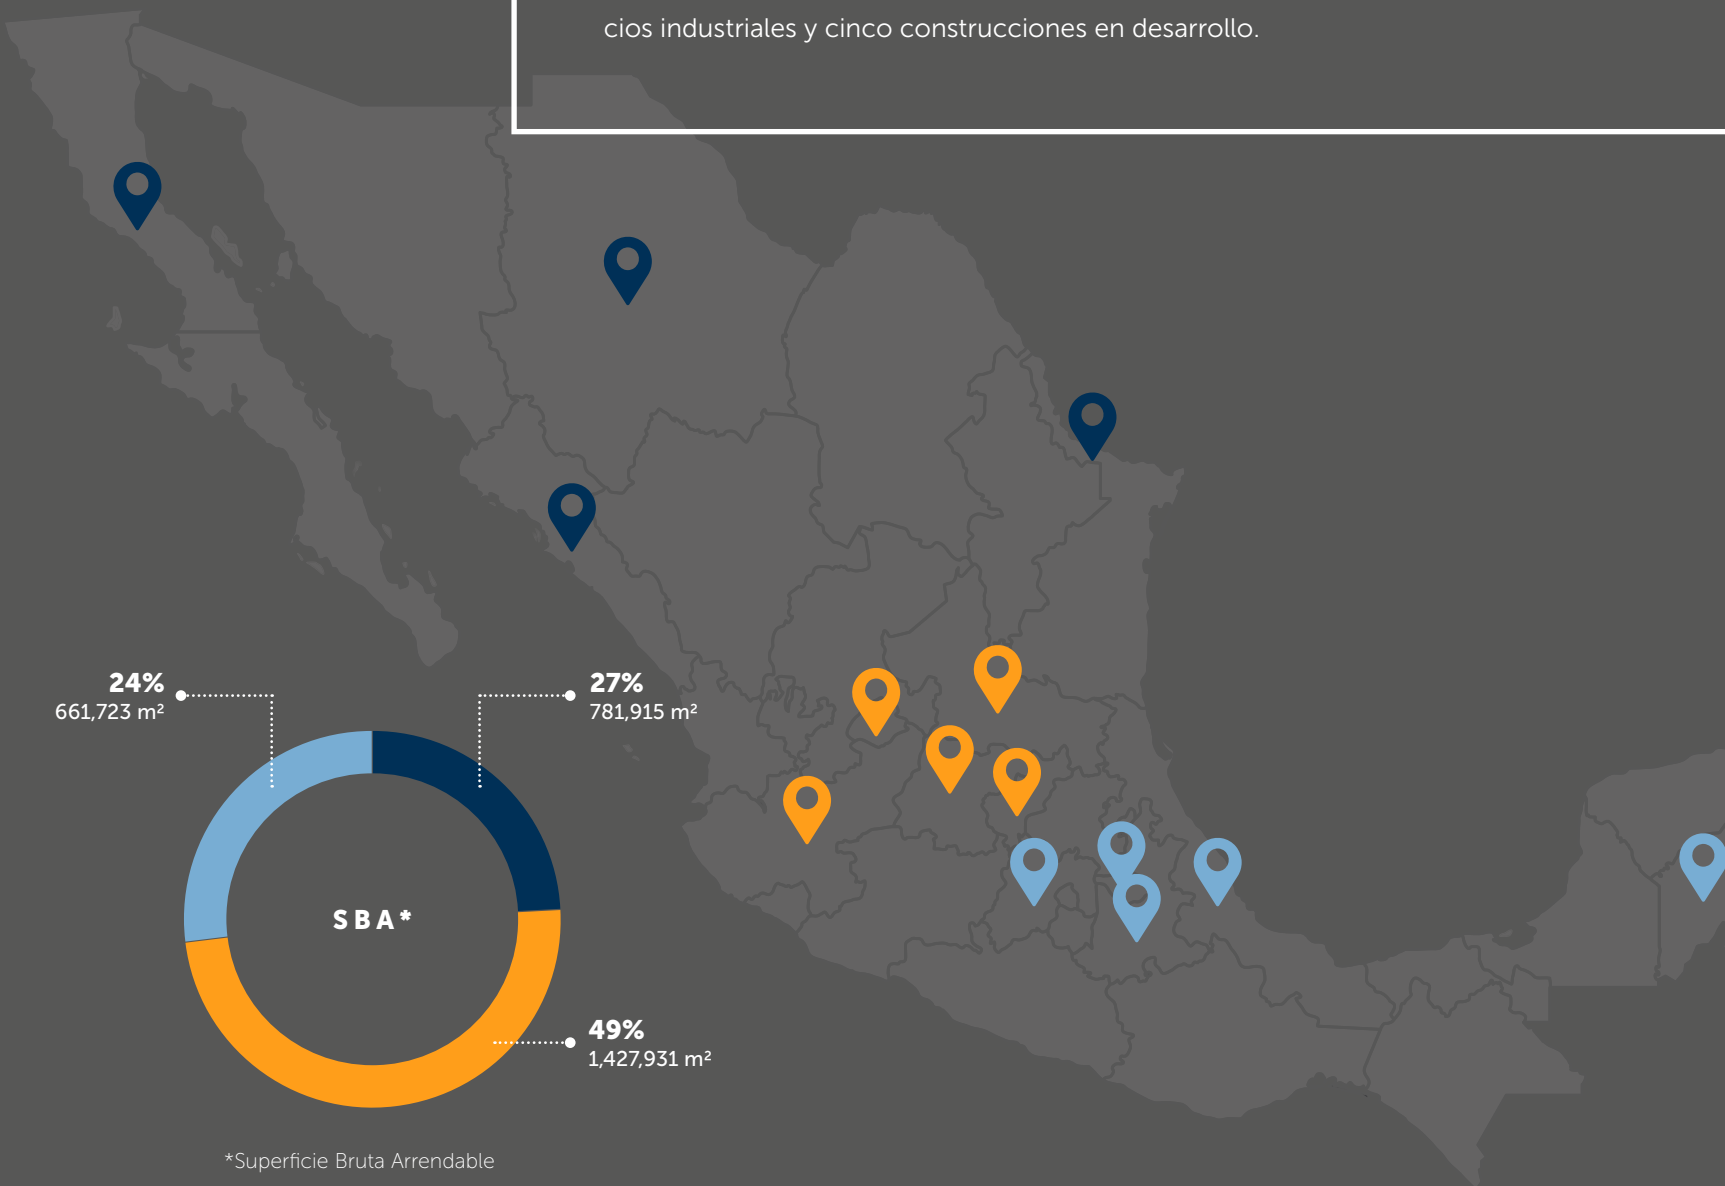 cios industriales y cinco construcciones en desarrollo.
24%
661,723 m²
27%
781,915 m²
SBA*
49%
1,427,931 m²
*Superficie Bruta Arrendable